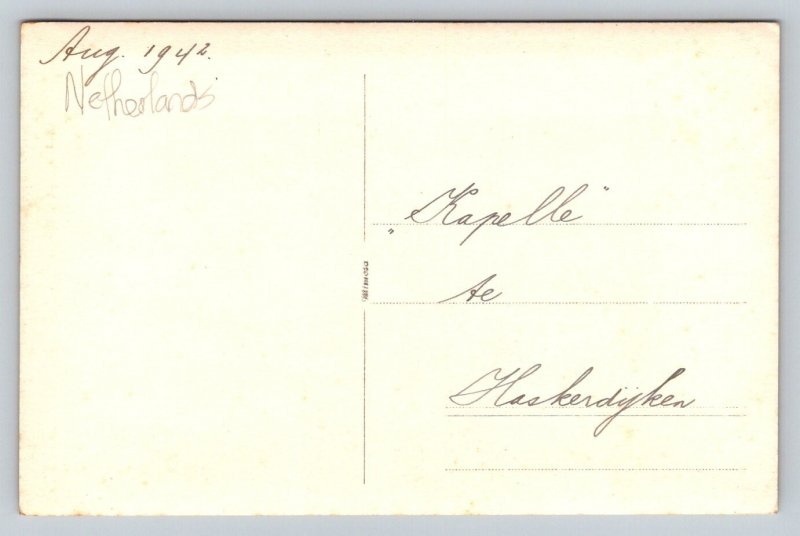 Aug. 1942.
Netherlands
„Kapelle"
te
Haskerdijken